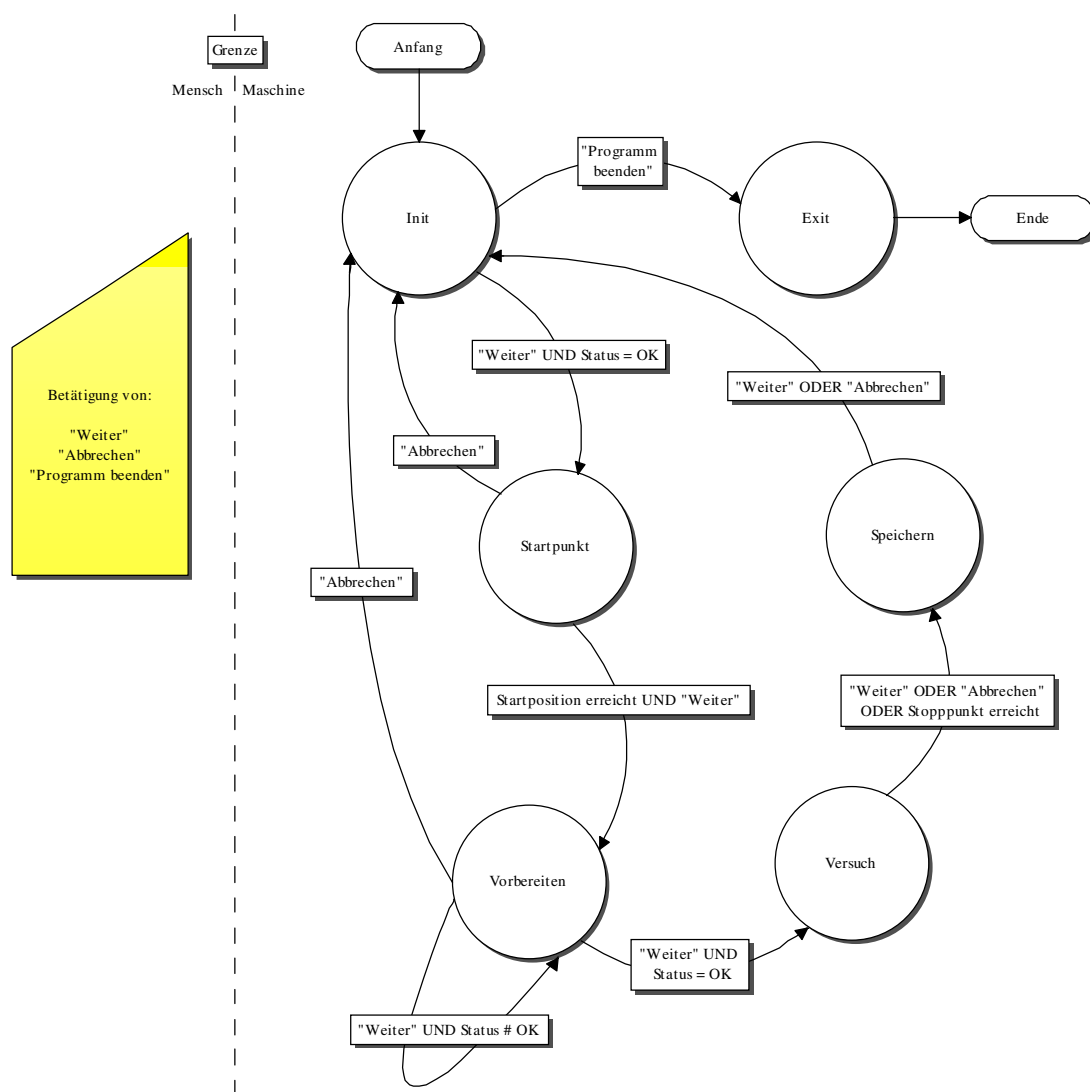 Grenze
Mensch
Maschine
Anfang
"Programm
beenden"
Init
Exit
Ende
"Weiter" UND Status = OK
"Weiter" ODER "Abbrechen"
"Abbrechen"
Betätigung von:
"Weiter"
"Abbrechen"
"Programm beenden"
Startpunkt
Speichern
"Abbrechen"
Startposition erreicht UND "Weiter"
"Weiter" ODER "Abbrechen"
ODER Stopppunkt erreicht
Vorbereiten
Versuch
"Weiter" UND
Status = OK
"Weiter" UND Status # OK